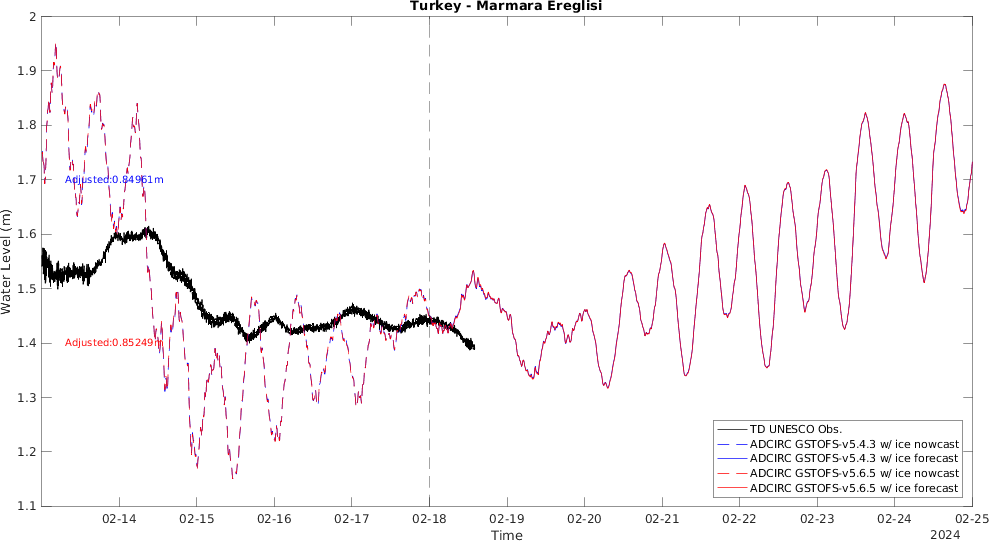 Turkey - Marmara Ereglisi
Water Level (m)
2
1.9
1.8
1.7
1.6
1.5
1.4
1.3
1.2
1.1
Adjusted:0.84961m
Adjusted:0.85249m
TD UNESCO Obs.
ADCIRC GSTOFS-v5.4.3 w/ ice nowcast
ADCIRC GSTOFS-v5.4.3 w/ ice forecast
ADCIRC GSTOFS-v5.6.5 w/ ice nowcast
ADCIRC GSTOFS-v5.6.5 w/ ice forecast
02-14 02-15 02-16 02-17 02-18 02-19 02-20 02-21 02-22 02-23 02-24 02-25
Time
2024